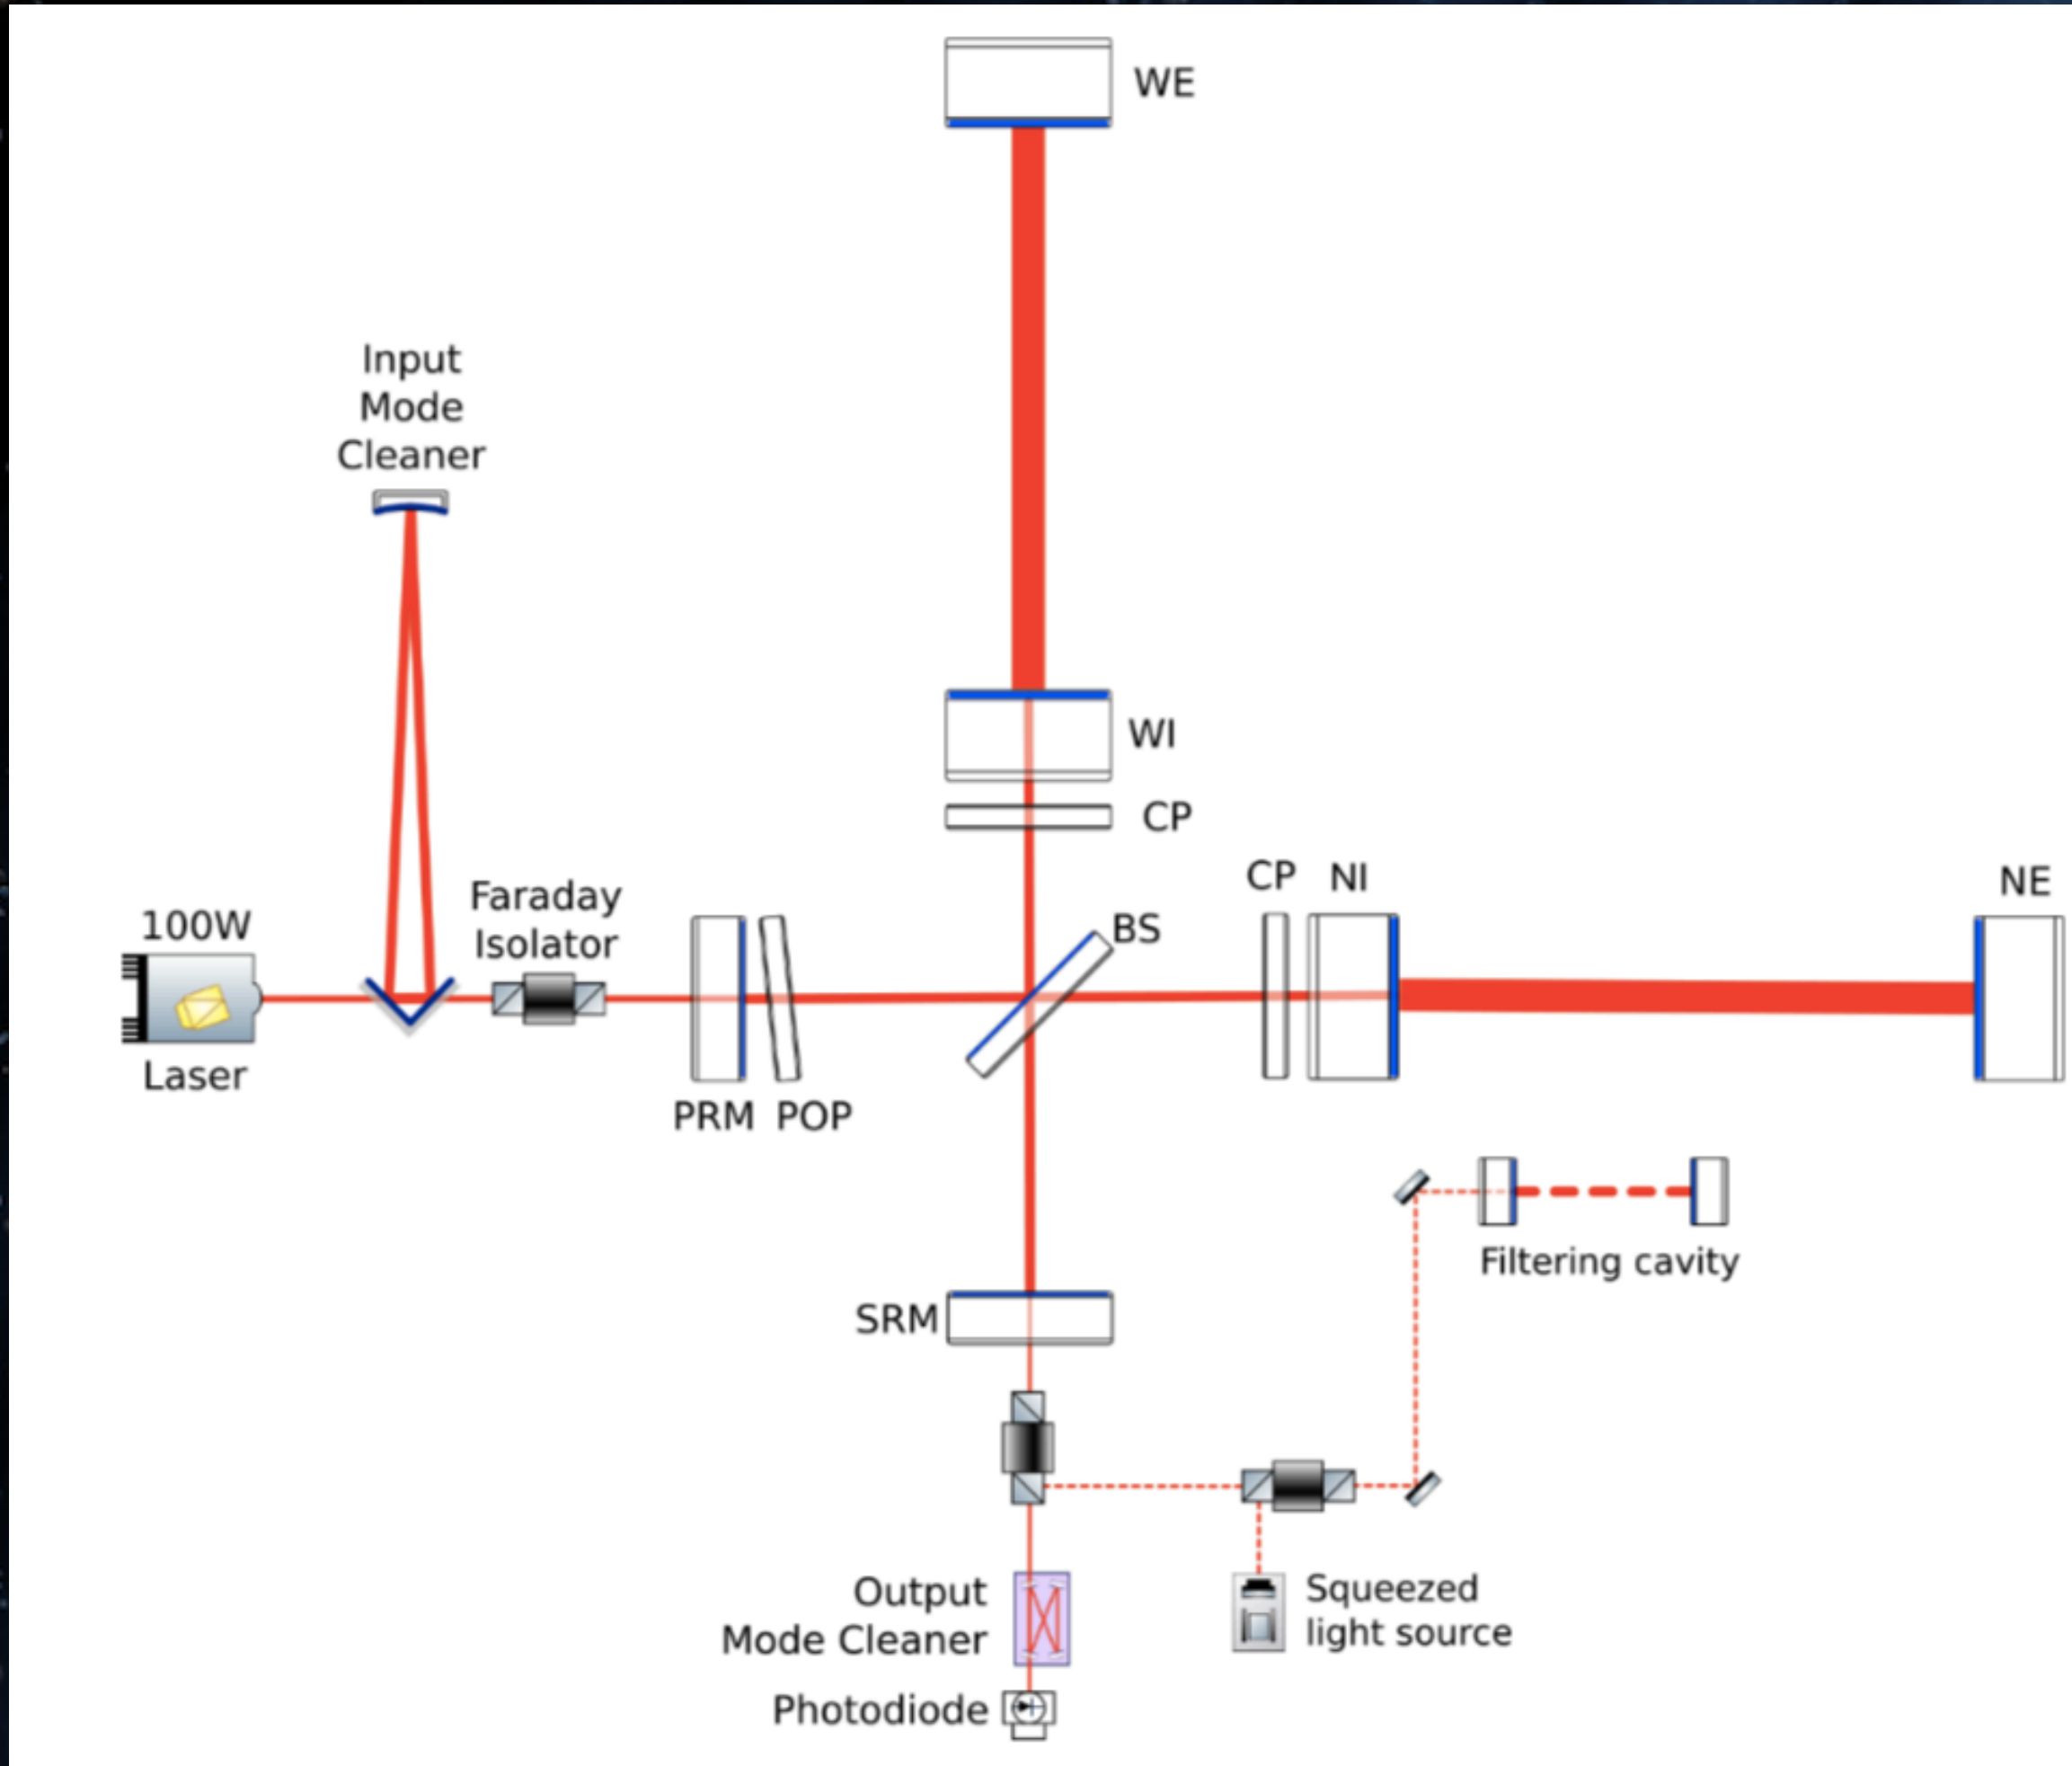 WE
Input
Mode
Cleaner
WI
CP
CP
NI
NE
Faraday
Isolator
100W
BS
Laser
PRM
POP
Filtering cavity
SRM
Output
Mode Cleaner
Squeezed
light source
Photodiode